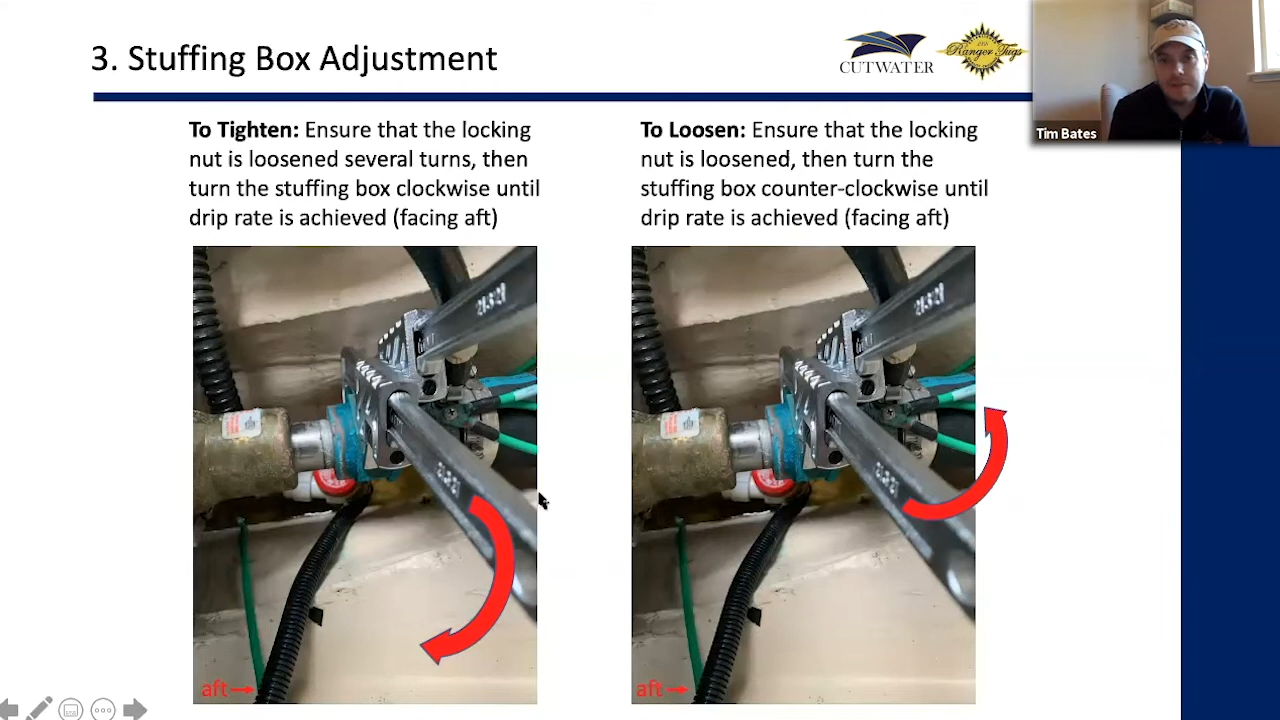 3. Stuffing Box Adjustment
CUTWATER
Ranger Tugs
Tim Bates
To Tighten: Ensure that the locking
nut is loosened several turns, then
turn the stuffing box clockwise until
drip rate is achieved (facing aft)
To Loosen: Ensure that the locking
nut is loosened, then turn the
stuffing box counter-clockwise until
drip rate is achieved (facing aft)
aft
aft